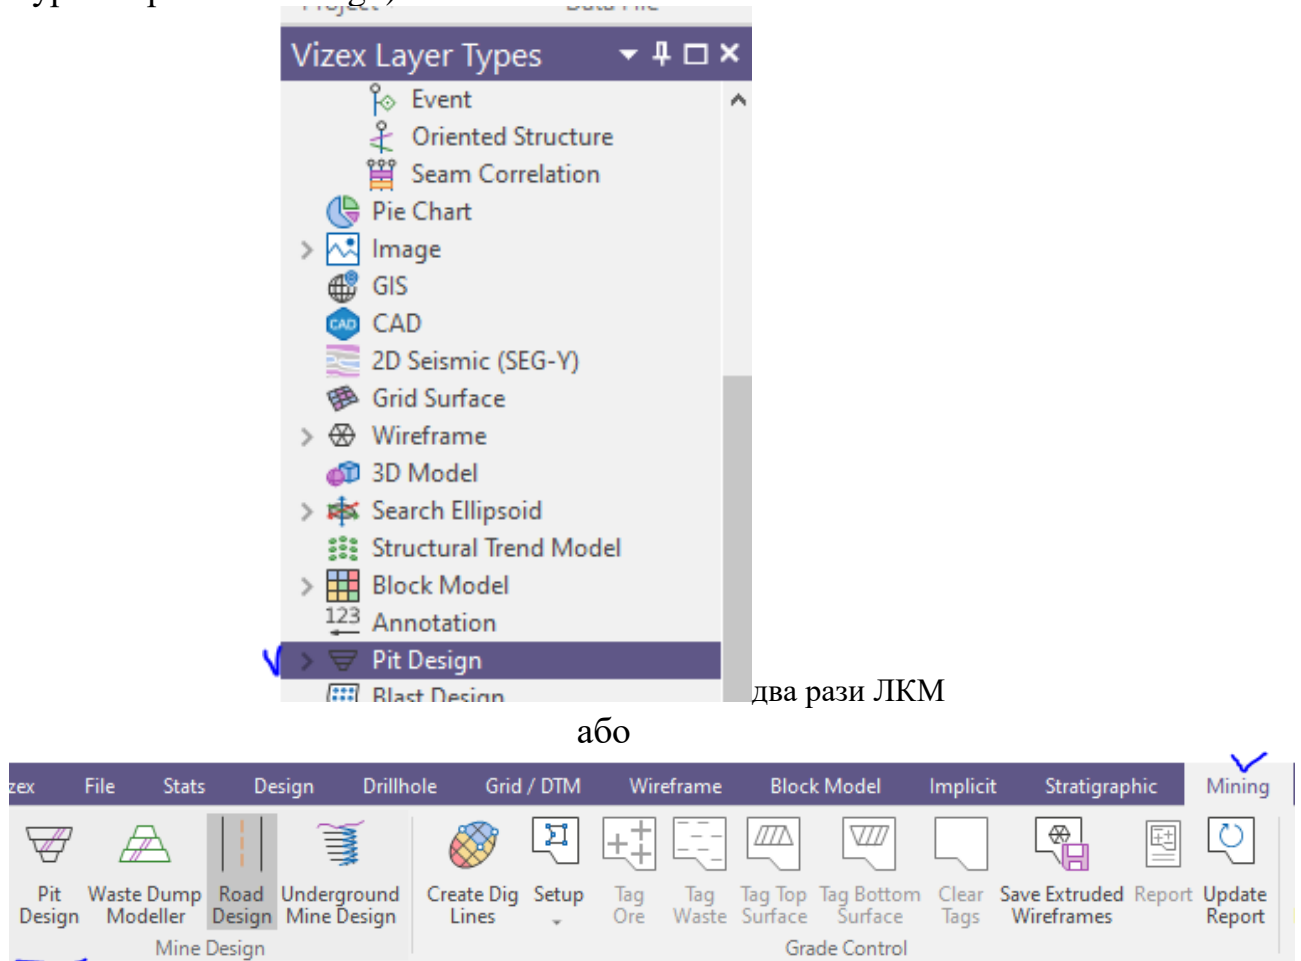 Vizex Layer Types
Event
Oriented Structure
Seam Correlation
Pie Chart
Image
GIS
CAD
CAD
2D Seismic (SEG-Y)
Grid Surface
Wireframe
3D Model
Search Ellipsoid
Structural Trend Model
Block Model
123
Annotation
Pit Design
Blast Design
два рази ЛКМ
або
zex File Stats Design Drillhole Grid / DTM Wireframe Block Model Implicit Stratigraphic Mining
Pit Waste Dump Road Underground Create Dig Setup Tag Tag Tag Top Tag Bottom Clear Save Extruded Report Update
Design Modeller Design Mine Design Lines Ore Waste Surface Surface Tags Wireframes Report
Mine Design Grade Control